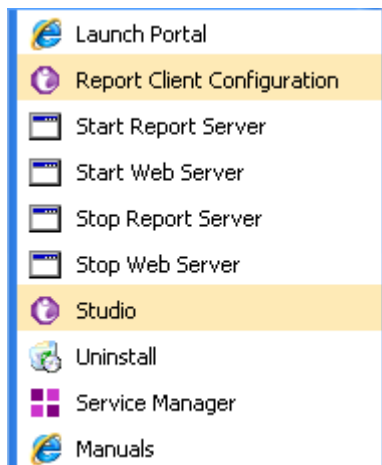 Launch Portal
Report Client Configuration
Start Report Server
Start Web Server
Stop Report Server
Stop Web Server
Studio
Uninstall
Service Manager
Manuals